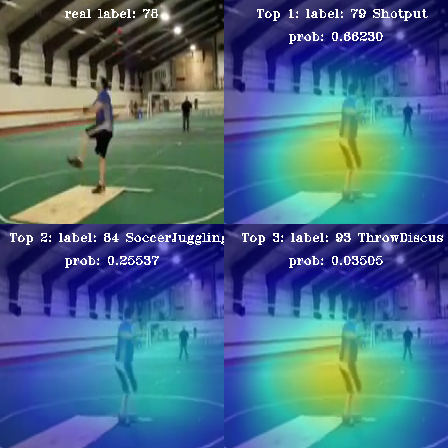 real label: 78
Top 1: label: 79 Shotput
prob: 0.66230
Top 2: label: 84 SoccerJuggling
prob: 0.25537
Top 3: label: 93 ThrowDiscus
prob: 0.03505